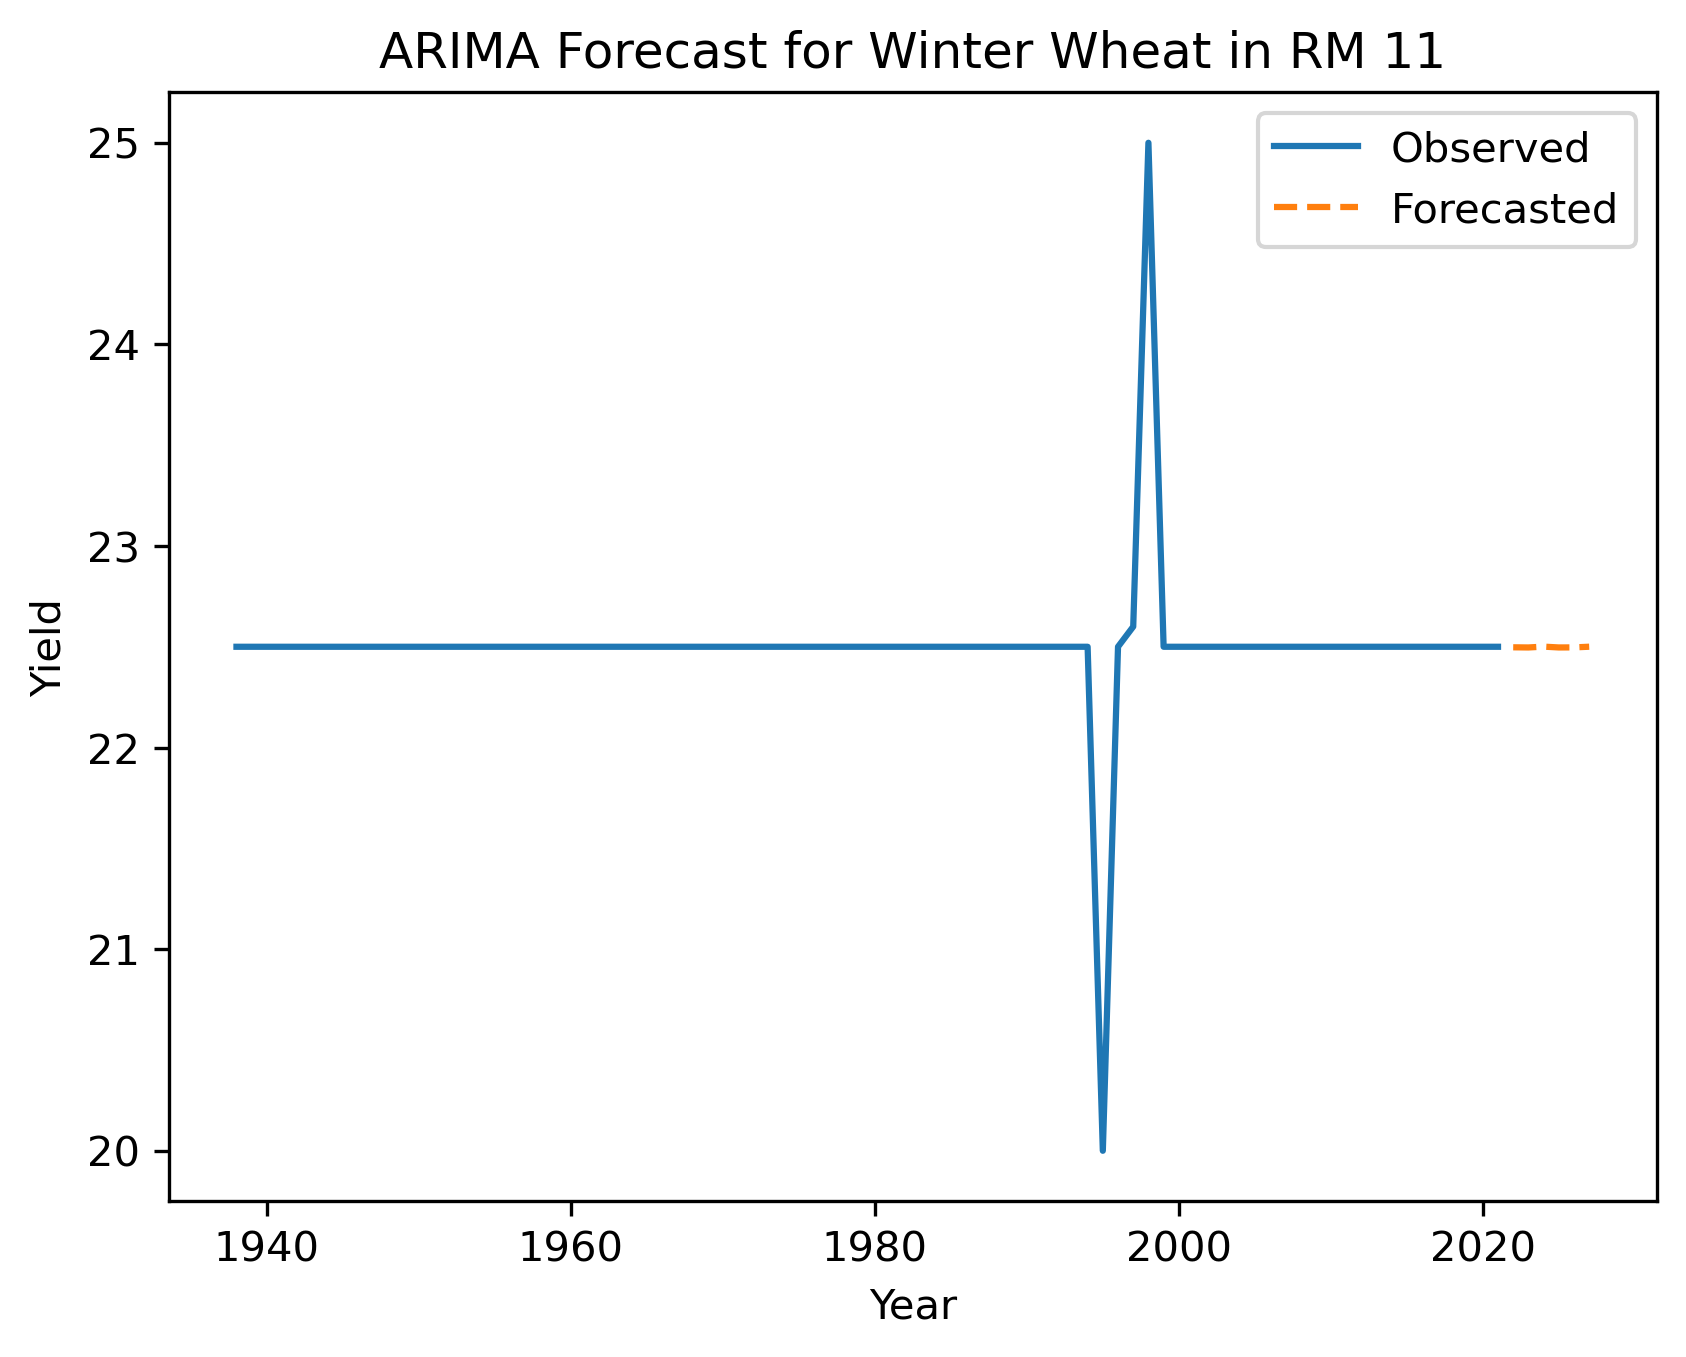 ARIMA Forecast for Winter Wheat in RM 11
Observed
Forecasted
25
24
23
22
21
20
Yield
1940 1960 1980 2000 2020
Year